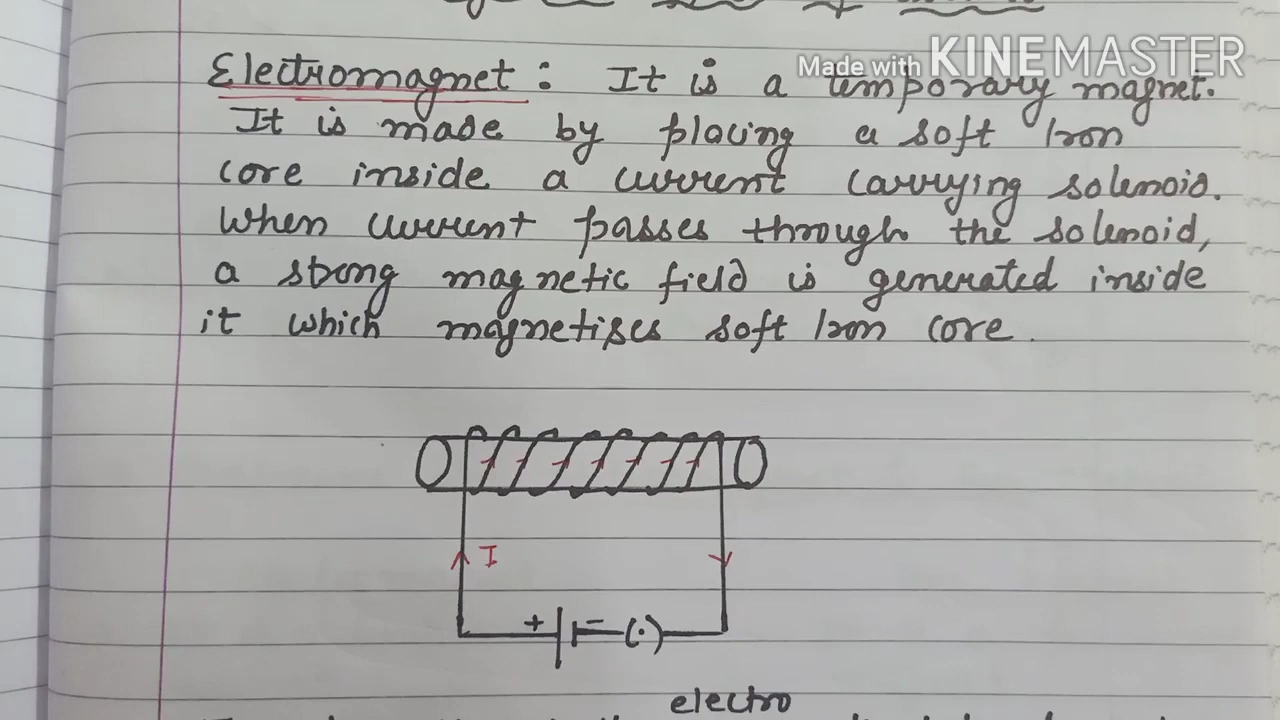 Made with KINEMASTER
Electromagnet: It is a temporary magnet.
It is made by placing a soft Iron
core inside a current carrying solenoid.
When current passes through the solenoid,
a strong magnetic field is generated inside
it which magnetises soft Iron core.
I
+ - (·)
electro